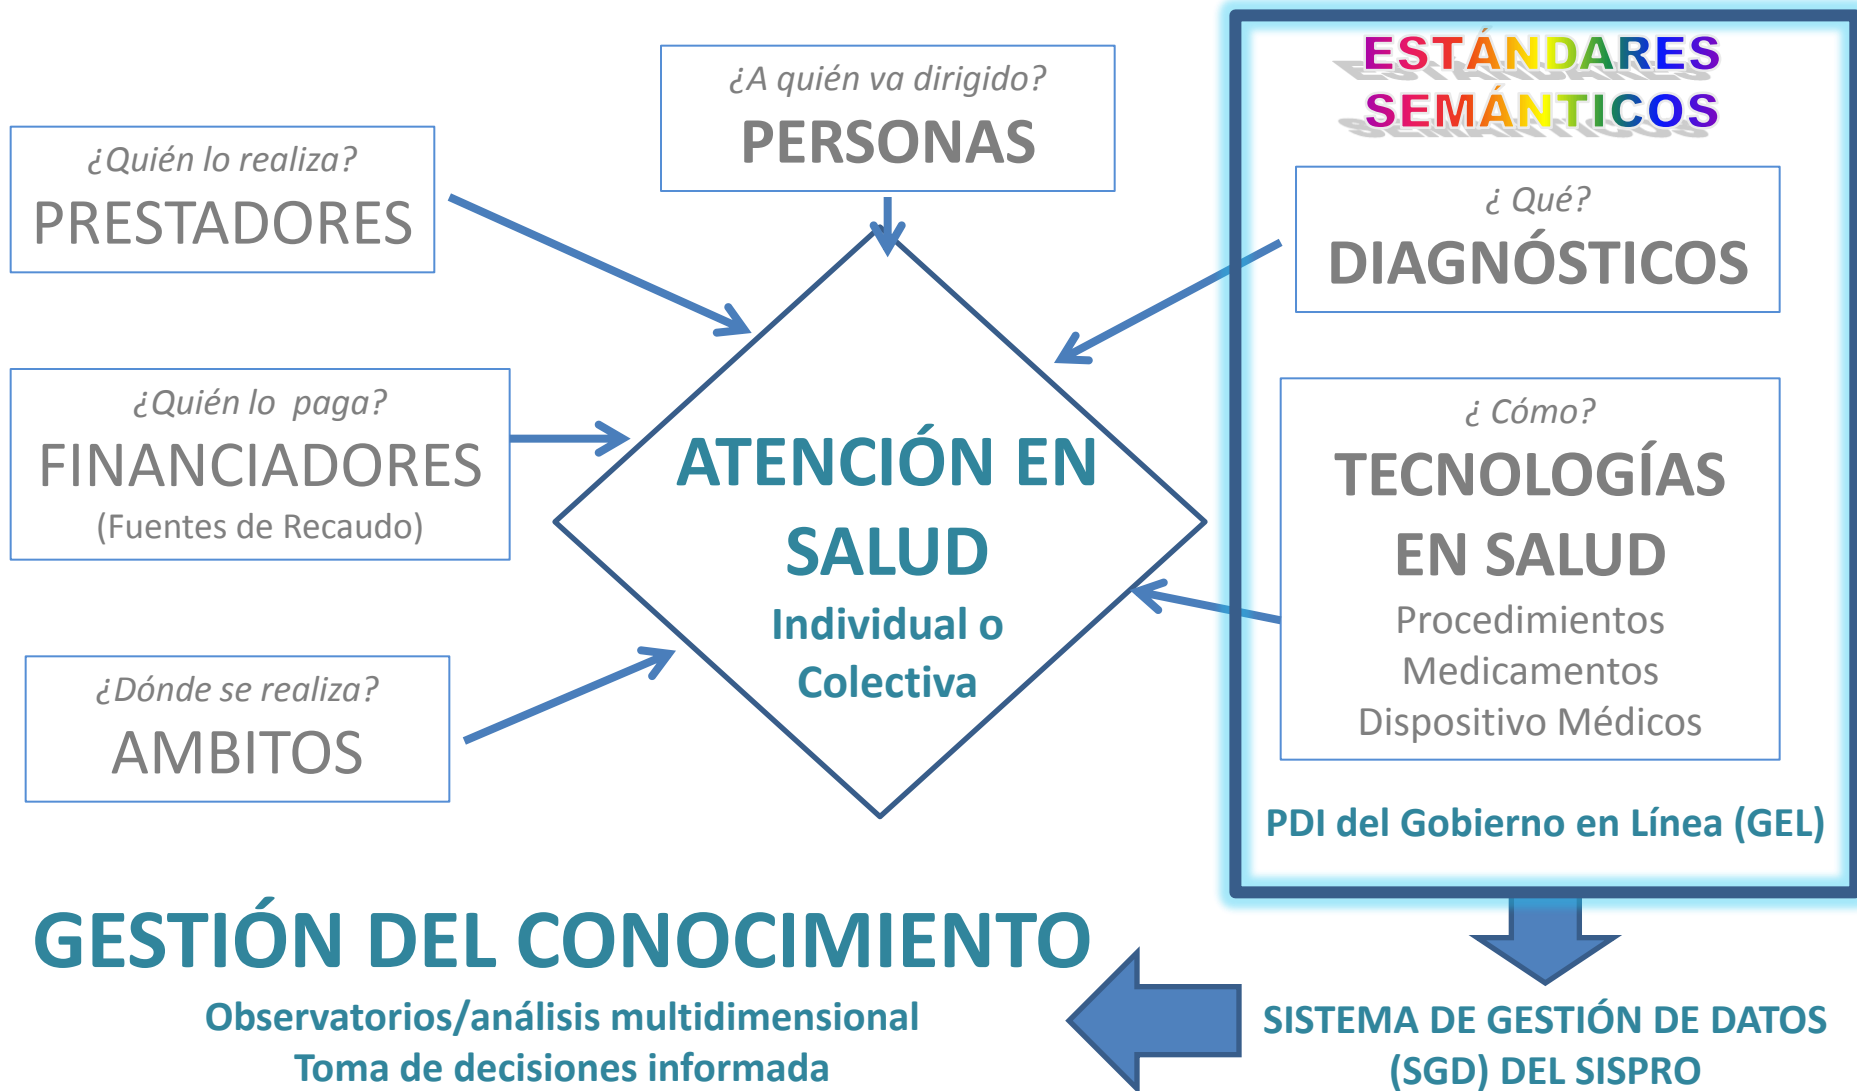 ¿A quién va dirigido?
PERSONAS
¿Quién lo realiza?
PRESTADORES
¿Quién lo  paga?
FINANCIADORES
(Fuentes de Recaudo)
¿Dónde se realiza?
AMBITOS
ATENCIÓN EN
SALUD
Individual o
Colectiva
ESTÁNDARES
SEMÁNTICOS
¿ Qué?
DIAGNÓSTICOS
¿ Cómo?
TECNOLOGÍAS
EN SALUD
Procedimientos
Medicamentos
Dispositivo Médicos
PDI del Gobierno en Línea (GEL)
SISTEMA DE GESTIÓN DE DATOS
(SGD) DEL SISPRO
GESTIÓN DEL CONOCIMIENTO
Observatorios/análisis multidimensional
Toma de decisiones informada